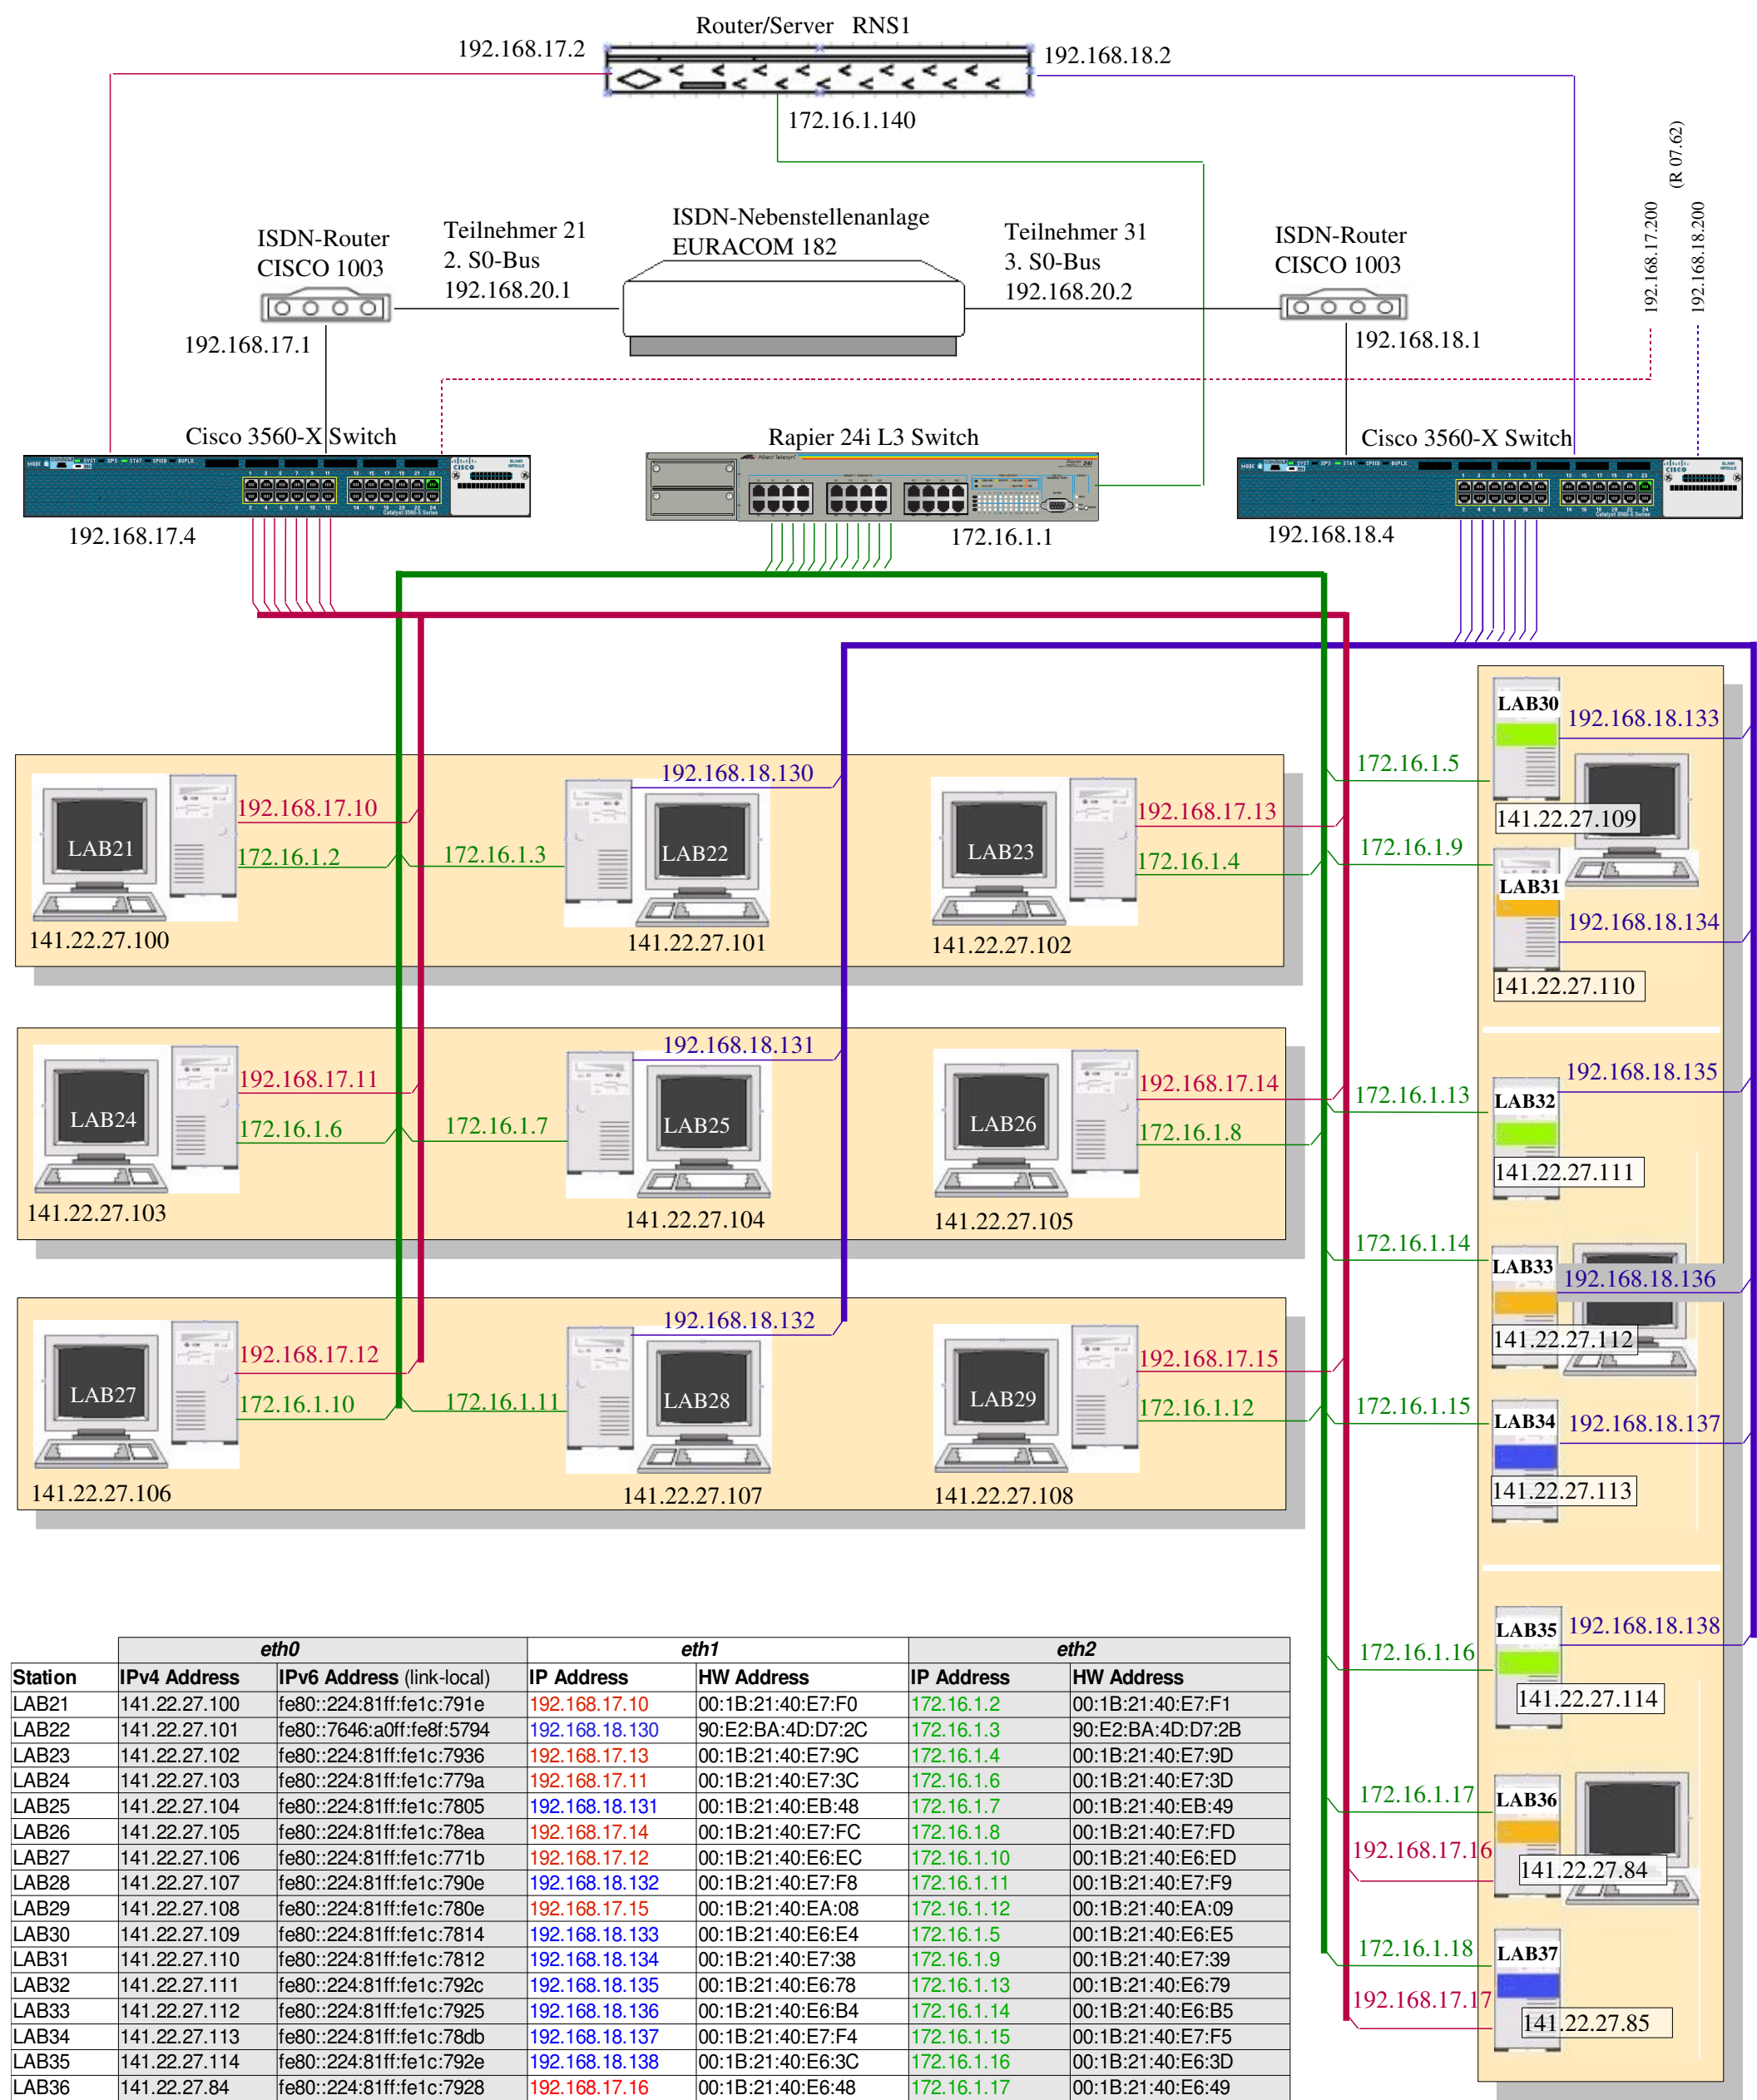 Router/Server RNS1
192.168.17.2
192.168.18.2
172.16.1.140
(R 07.62)
192.168.17.200
192.168.18.200
ISDN-Router
CISCO 1003
Teilnehmer 21
2. S0-Bus
192.168.20.1
ISDN-Nebenstellenanlage
EURACOM 182
Teilnehmer 31
3. S0-Bus
192.168.20.2
ISDN-Router
CISCO 1003
192.168.17.1
192.168.18.1
Cisco 3560-X Switch
Rapier 24i L3 Switch
Cisco 3560-X Switch
192.168.17.4
172.16.1.1
192.168.18.4
LAB30
192.168.18.133
172.16.1.5
141.22.27.109
172.16.1.9
LAB31
192.168.18.134
141.22.27.110
LAB21
192.168.17.10
172.16.1.2
141.22.27.100
172.16.1.3
192.168.18.130
LAB22
141.22.27.101
LAB23
192.168.17.13
172.16.1.4
141.22.27.102
LAB24
192.168.17.11
172.16.1.6
141.22.27.103
172.16.1.7
192.168.18.131
LAB25
141.22.27.104
LAB26
192.168.17.14
172.16.1.8
141.22.27.105
192.168.18.135
172.16.1.13
LAB32
141.22.27.111
172.16.1.14
LAB33
192.168.18.136
141.22.27.112
LAB27
192.168.17.12
172.16.1.10
141.22.27.106
172.16.1.11
192.168.18.132
LAB28
141.22.27.107
LAB29
192.168.17.15
172.16.1.12
141.22.27.108
172.16.1.15
LAB34
192.168.18.137
141.22.27.113
LAB35
192.168.18.138
172.16.1.16
141.22.27.114
172.16.1.17
LAB36
192.168.17.16
141.22.27.84
172.16.1.18
LAB37
192.168.17.17
141.22.27.85
eth0 eth1 eth2
Station IPv4 Address IPv6 Address (link-local) IP Address HW Address IP Address HW Address
LAB21 141.22.27.100 fe80::224:81ff:fe1c:791e 192.168.17.10 00:1B:21:40:E7:F0 172.16.1.2 00:1B:21:40:E7:F1
LAB22 141.22.27.101 fe80::7646:a0ff:fe8f:5794 192.168.18.130 90:E2:BA:4D:D7:2C 172.16.1.3 90:E2:BA:4D:D7:2B
LAB23 141.22.27.102 fe80::224:81ff:fe1c:7936 192.168.17.13 00:1B:21:40:E7:9C 172.16.1.4 00:1B:21:40:E7:9D
LAB24 141.22.27.103 fe80::224:81ff:fe1c:779a 192.168.17.11 00:1B:21:40:E7:3C 172.16.1.6 00:1B:21:40:E7:3D
LAB25 141.22.27.104 fe80::224:81ff:fe1c:7805 192.168.18.131 00:1B:21:40:EB:48 172.16.1.7 00:1B:21:40:EB:49
LAB26 141.22.27.105 fe80::224:81ff:fe1c:78ea 192.168.17.14 00:1B:21:40:E7:FC 172.16.1.8 00:1B:21:40:E7:FD
LAB27 141.22.27.106 fe80::224:81ff:fe1c:771b 192.168.17.12 00:1B:21:40:E6:EC 172.16.1.10 00:1B:21:40:E6:ED
LAB28 141.22.27.107 fe80::224:81ff:fe1c:790e 192.168.18.132 00:1B:21:40:E7:F8 172.16.1.11 00:1B:21:40:E7:F9
LAB29 141.22.27.108 fe80::224:81ff:fe1c:780e 192.168.17.15 00:1B:21:40:EA:08 172.16.1.12 00:1B:21:40:EA:09
LAB30 141.22.27.109 fe80::224:81ff:fe1c:7814 192.168.18.133 00:1B:21:40:E6:E4 172.16.1.5 00:1B:21:40:E6:E5
LAB31 141.22.27.110 fe80::224:81ff:fe1c:7812 192.168.18.134 00:1B:21:40:E7:38 172.16.1.9 00:1B:21:40:E7:39
LAB32 141.22.27.111 fe80::224:81ff:fe1c:792c 192.168.18.135 00:1B:21:40:E6:78 172.16.1.13 00:1B:21:40:E6:79
LAB33 141.22.27.112 fe80::224:81ff:fe1c:7925 192.168.18.136 00:1B:21:40:E6:B4 172.16.1.14 00:1B:21:40:E6:B5
LAB34 141.22.27.113 fe80::224:81ff:fe1c:78db 192.168.18.137 00:1B:21:40:E7:F4 172.16.1.15 00:1B:21:40:E7:F5
LAB35 141.22.27.114 fe80::224:81ff:fe1c:792e 192.168.18.138 00:1B:21:40:E6:3C 172.16.1.16 00:1B:21:40:E6:3D
LAB36 141.22.27.84 fe80::224:81ff:fe1c:7928 192.168.17.16 00:1B:21:40:E6:48 172.16.1.17 00:1B:21:40:E6:49